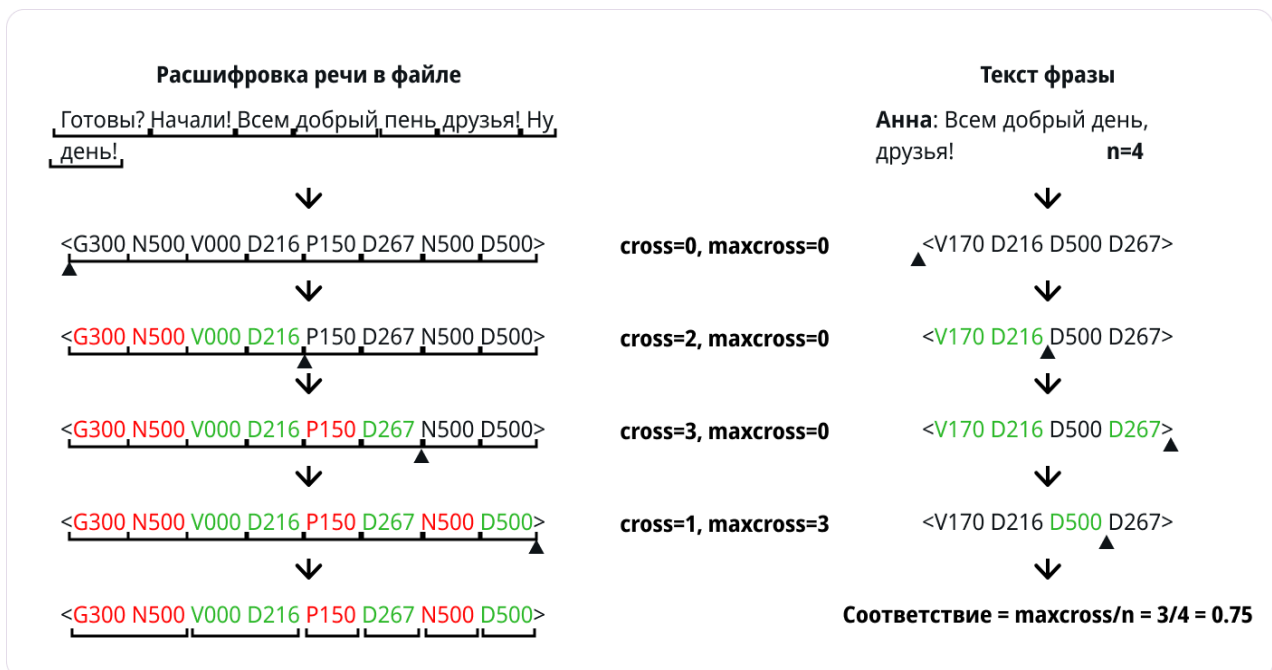 Расшифровка речи в файле
Текст фразы
Готовы? Начали! Всем добрый пень друзья! Ну
день!
Анна: Всем добрый день,
друзья!
n=4
<G300 N500 V000 D216 P150 D267 N500 D500>
cross=0, maxcross=0
<V170 D216 D500 D267>
<G300 N500 V000 D216 P150 D267 N500 D500>
cross=2, maxcross=0
<V170 D216 D500 D267>
<G300 N500 V000 D216 P150 D267 N500 D500>
cross=3, maxcross=0
<V170 D216 D500 D267>
<G300 N500 V000 D216 P150 D267 N500 D500>
cross=1, maxcross=3
<V170 D216 D500 D267>
<G300 N500 V000 D216 P150 D267 N500 D500>
Соответствие = maxcross/n = 3/4 = 0.75